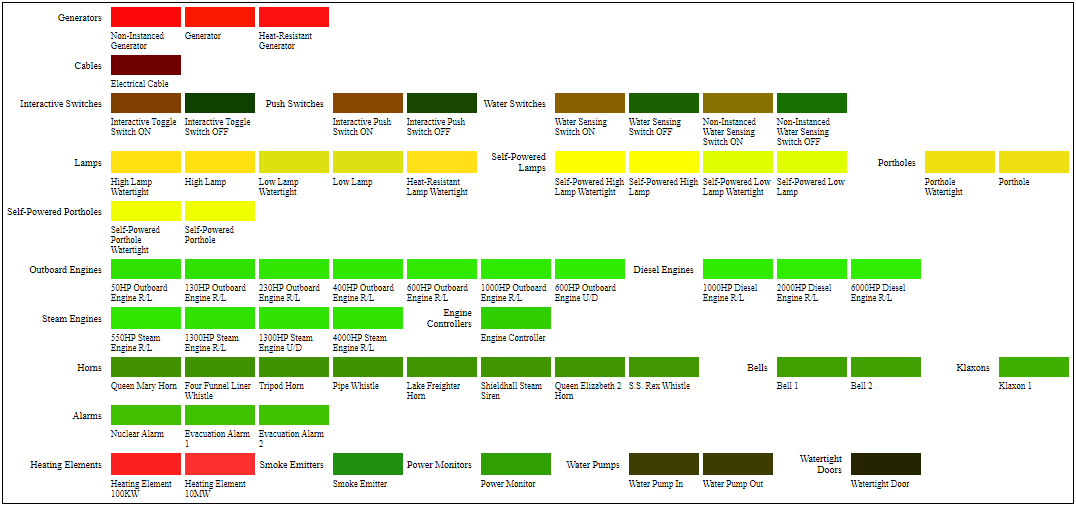 Generators
Non-Instanced Generator
Generator
Heat-Resistant Generator
Cables
Electrical Cable
Interactive Switches
Interactive Toggle Switch ON
Interactive Toggle Switch OFF
Push Switches
Interactive Push Switch ON
Interactive Push Switch OFF
Water Switches
Water Sensing Switch ON
Water Sensing Switch OFF
Non-Instanced Water Sensing Switch ON
Non-Instanced Water Sensing Switch OFF
Lamps
High Lamp Watertight
High Lamp
Low Lamp Watertight
Low Lamp
Heat-Resistant Lamp Watertight
Self-Powered Lamps
Self-Powered High Lamp Watertight
Self-Powered High Lamp
Self-Powered Low Lamp Watertight
Self-Powered Low Lamp
Portholes
Porthole Watertight
Porthole
Self-Powered Portholes
Self-Powered Porthole Watertight
Self-Powered Porthole
Outboard Engines
50HP Outboard Engine R/L
130HP Outboard Engine R/L
230HP Outboard Engine R/L
400HP Outboard Engine R/L
600HP Outboard Engine R/L
1000HP Outboard Engine R/L
600HP Outboard Engine U/D
Diesel Engines
1000HP Diesel Engine R/L
2000HP Diesel Engine R/L
6000HP Diesel Engine R/L
Steam Engines
550HP Steam Engine R/L
1300HP Steam Engine R/L
1300HP Steam Engine U/D
4000HP Steam Engine R/L
Engine Controllers
Engine Controller
Horns
Queen Mary Horn
Four Funnel Liner Whistle
Tripod Horn
Pipe Whistle
Lake Freighter Horn
Shieldhall Steam Siren
Queen Elizabeth 2 Horn
S.S. Rex Whistle
Bells
Bell 1
Bell 2
Klaxons
Klaxon 1
Alarms
Nuclear Alarm
Evacuation Alarm 1
Evacuation Alarm 2
Heating Elements
Heating Element 100KW
Heating Element 10MW
Smoke Emitters
Smoke Emitter
Power Monitors
Power Monitor
Water Pumps
Water Pump In
Water Pump Out
Watertight Doors
Watertight Door